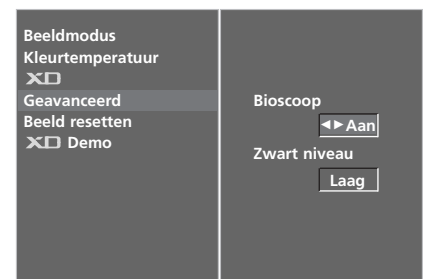 Beeldmodus
Kleurtemperatuur
XD
Geavanceerd
Beeld resetten
XD Demo
Bioscoop
◄► Aan
Zwart niveau
Laag